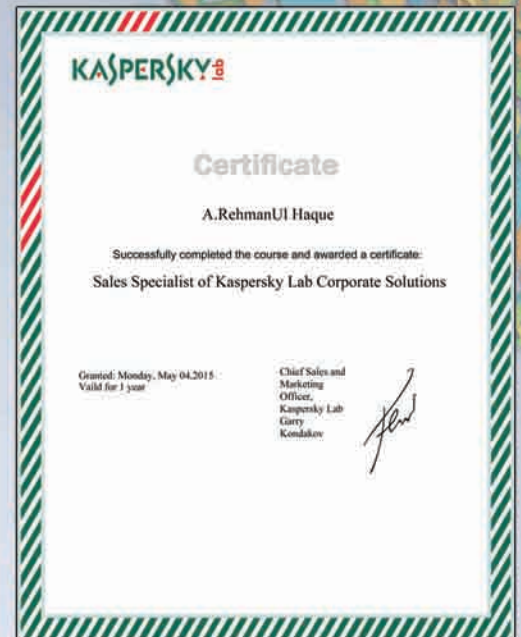 KASPERSKY lab
Certificate
A.RehmanUl Haque
Successfully completed the course and awarded a certificate:
Sales Specialist of Kaspersky Lab Corporate Solutions
Granted: Monday, May 04.2015
Vaild for 1 year
Chief Sales and
Marketing
Officer,
Kaspersky Lab
Garry
Kondakov